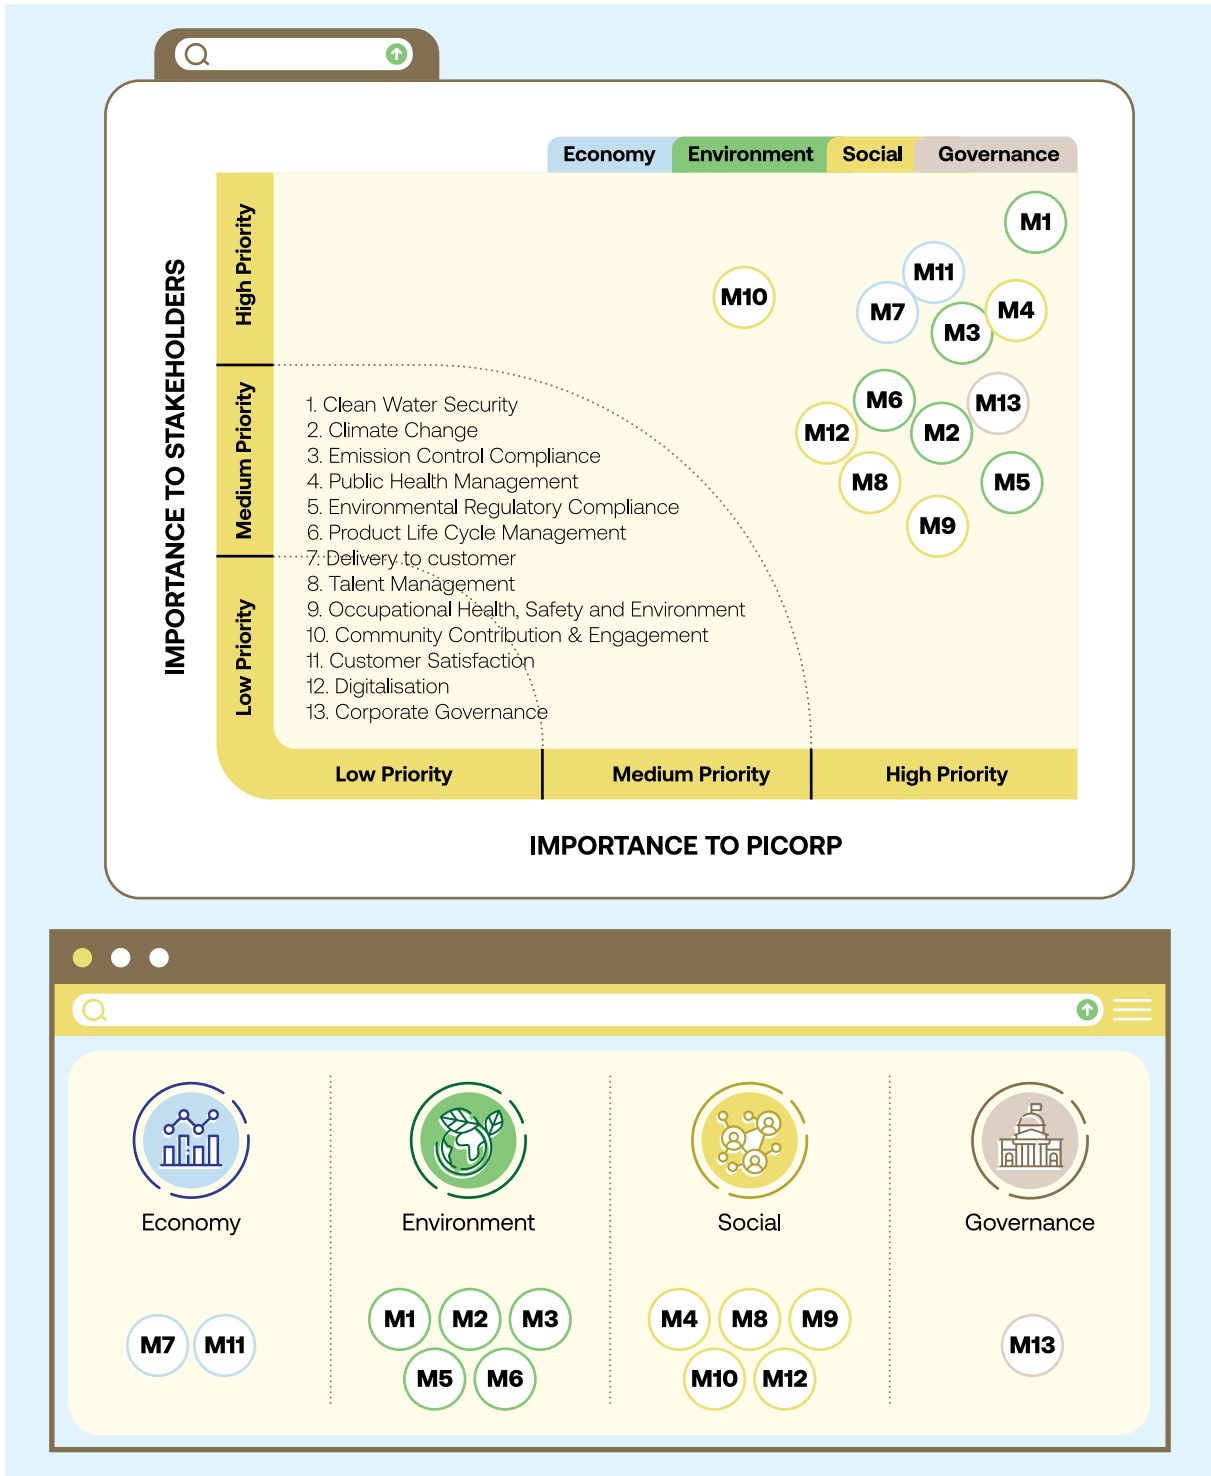 Economy
Environment
Social
Governance
IMPORTANCE TO STAKEHOLDERS
High Priority
Medium Priority
Low Priority
M1
M11
M10
M7
M3
M4
M6
M13
M12
M2
M8
M5
M9
1. Clean Water Security
2. Climate Change
3. Emission Control Compliance
4. Public Health Management
5. Environmental Regulatory Compliance
6. Product Life Cycle Management
7. Delivery to customer
8. Talent Management
9. Occupational Health, Safety and Environment
10. Community Contribution & Engagement
11. Customer Satisfaction
12. Digitalisation
13. Corporate Governance
Low Priority
Medium Priority
High Priority
IMPORTANCE TO PICORP
Economy
Environment
Social
Governance
M7 M11
M1 M2 M3
M5 M6
M4 M8 M9
M10 M12
M13